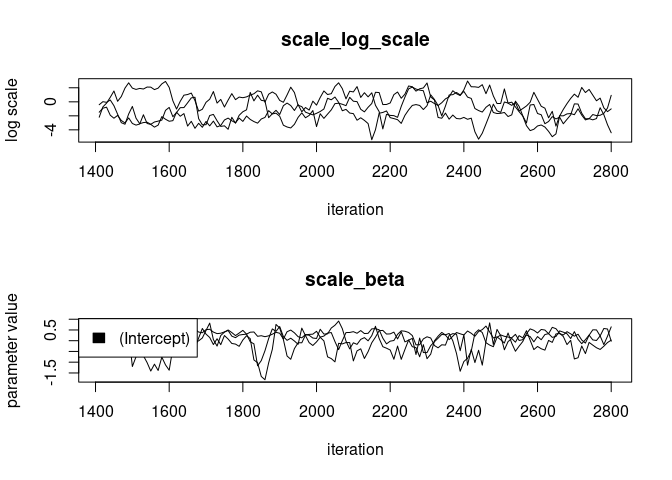 scale_log_scale
log scale
0
-4
1400 1600 1800 2000 2200 2400 2600 2800
iteration
scale_beta
parameter value
0.5
-1.5
(Intercept)
1400 1600 1800 2000 2200 2400 2600 2800
iteration